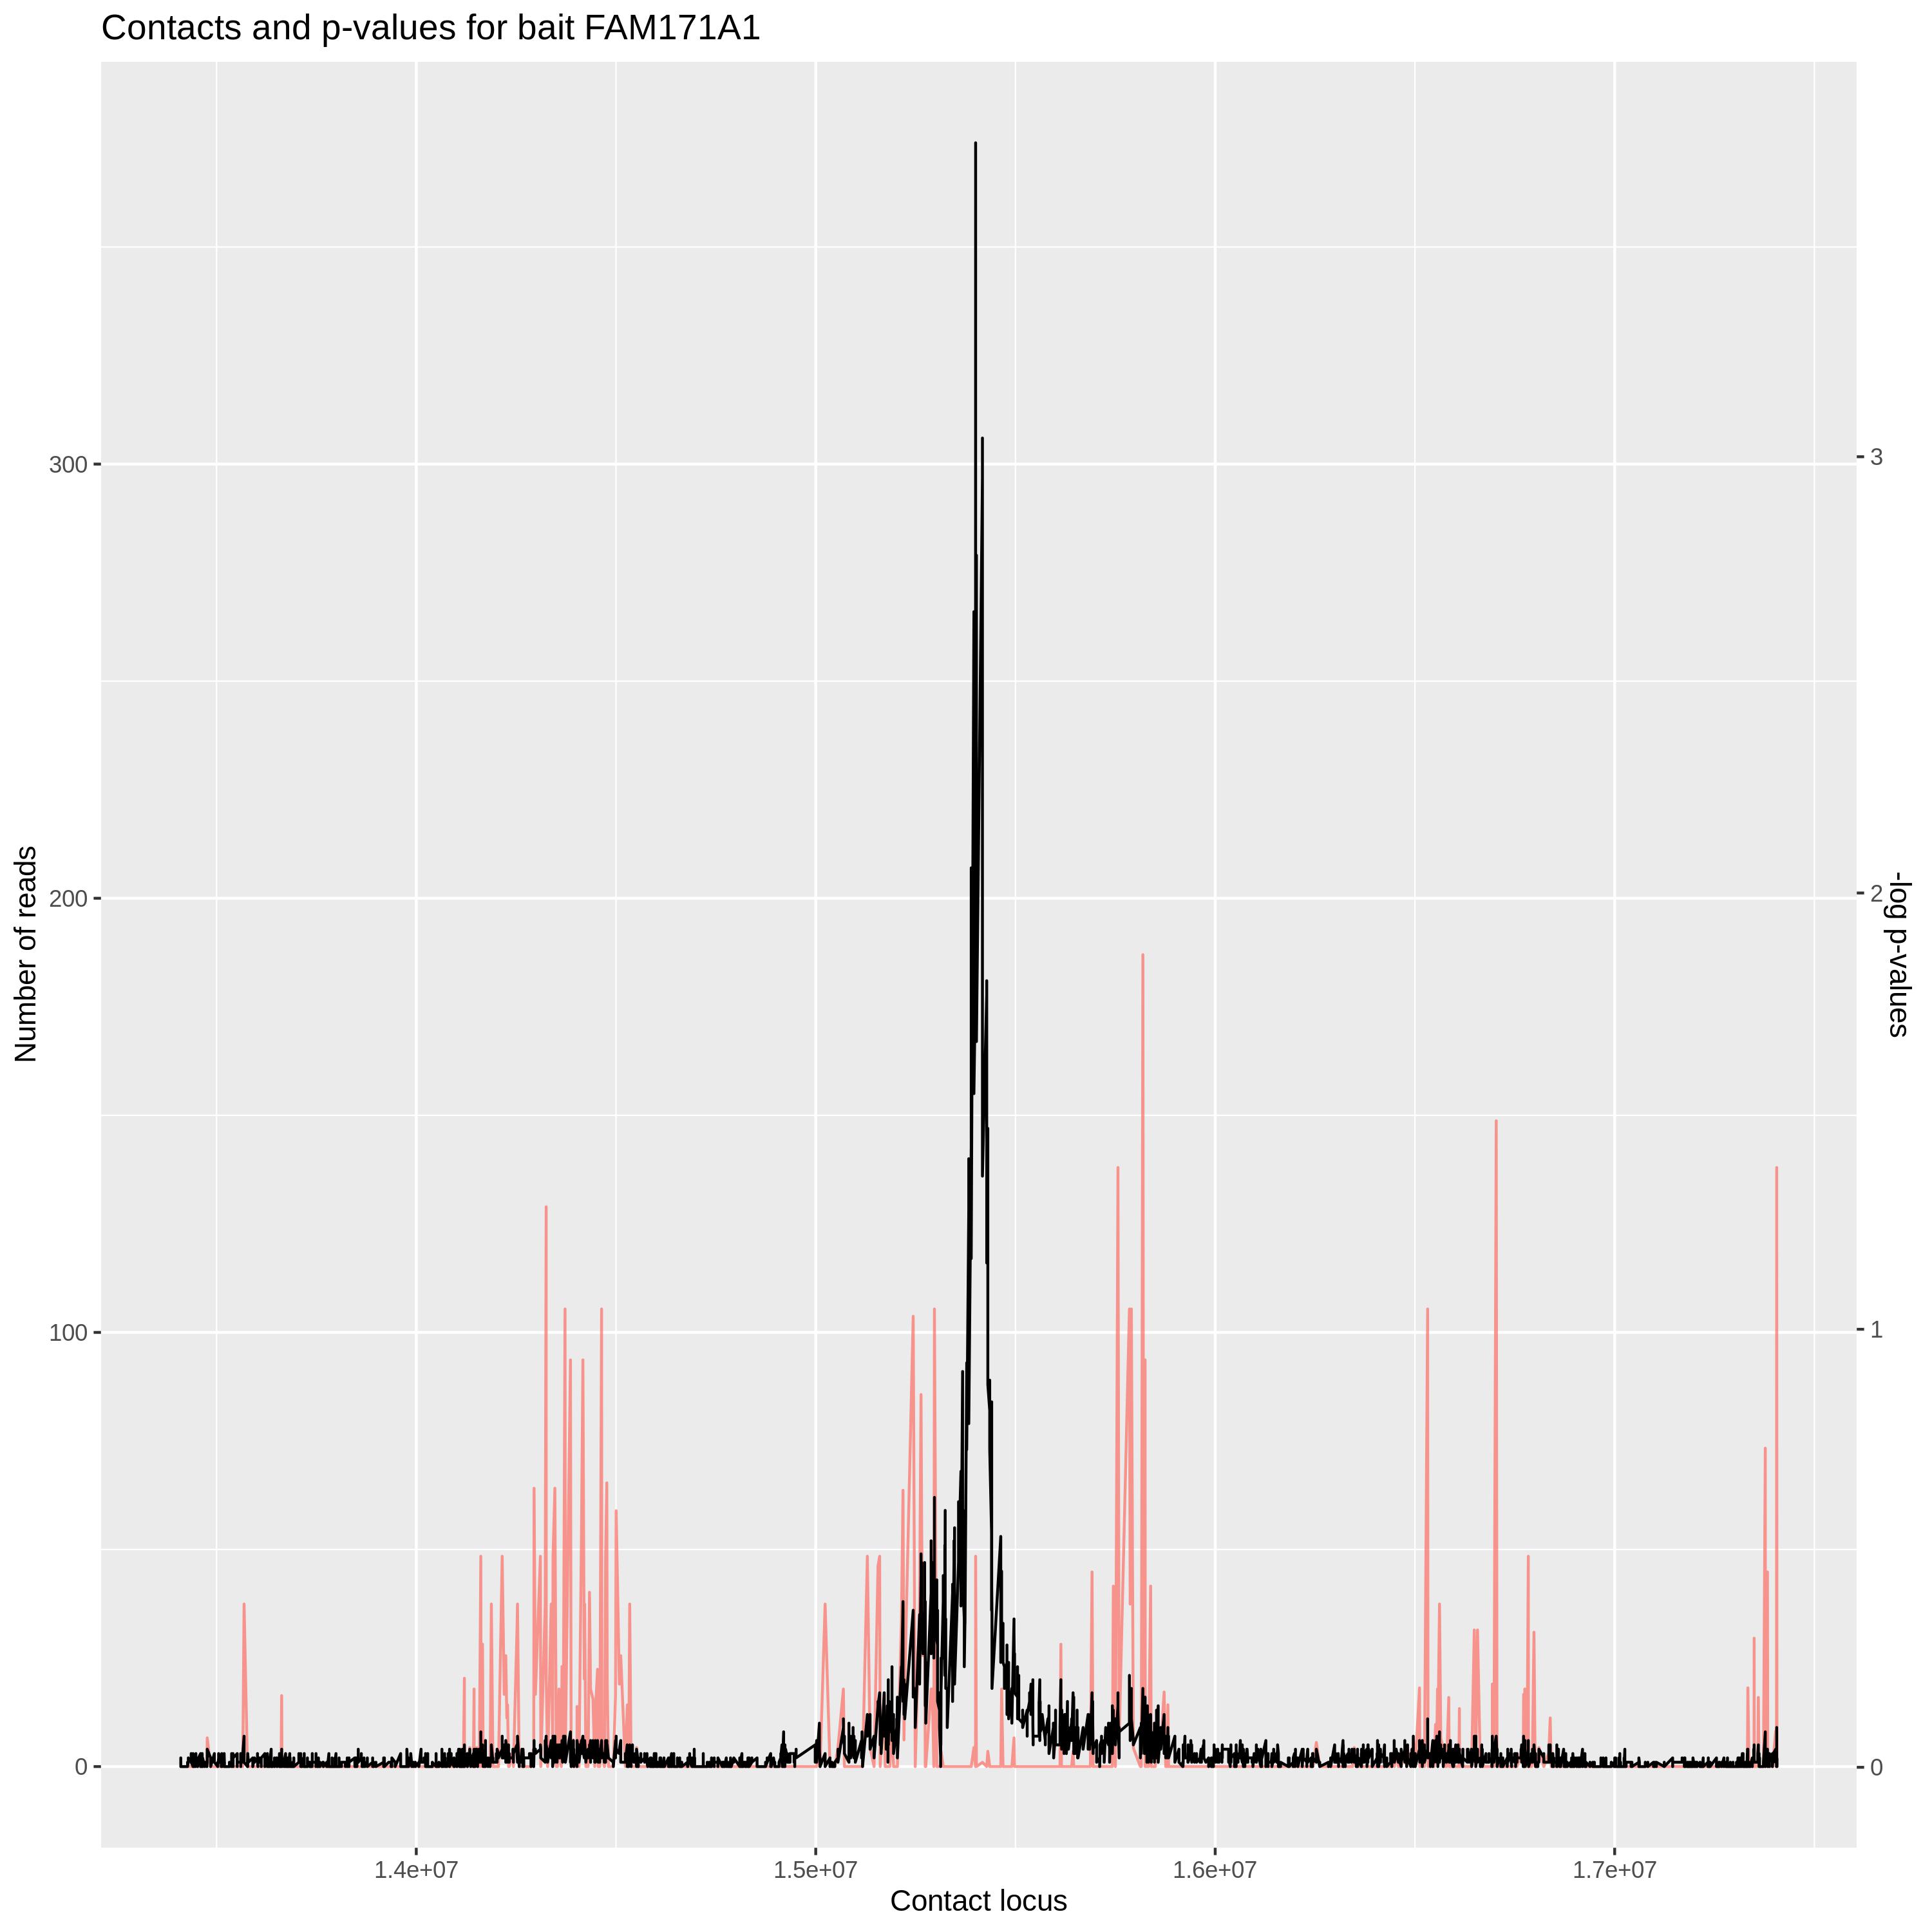 Contacts and p-values for bait FAM171A1
Number of reads
300
200
100
0
3
2
1
0
-log p-values
1.4e+07
1.5e+07
1.6e+07
1.7e+07
Contact locus